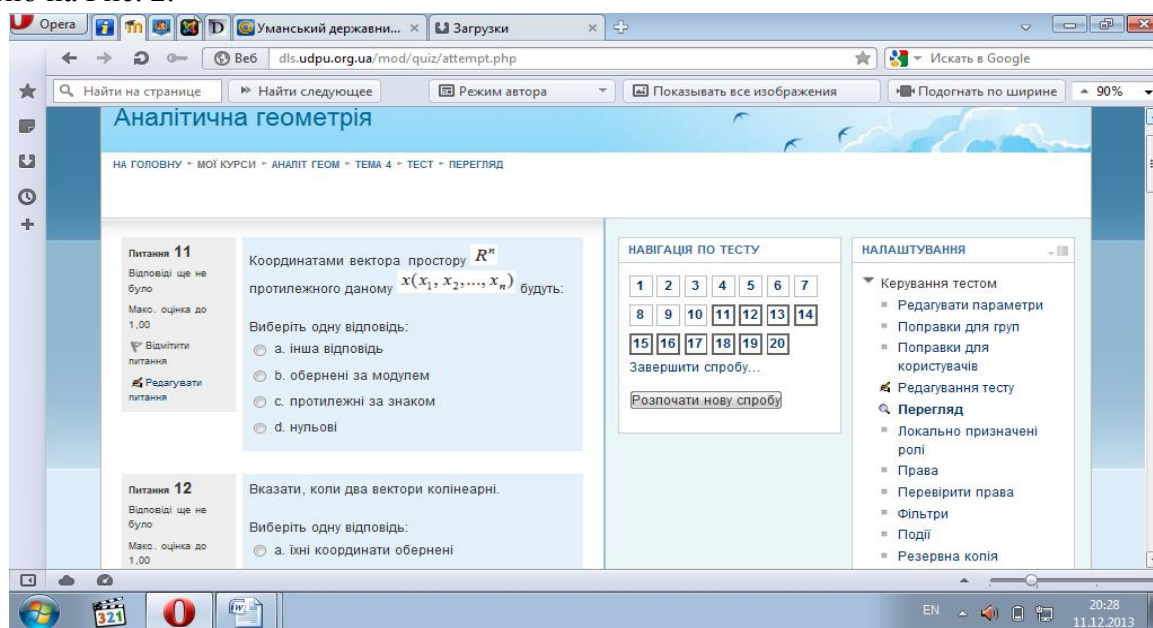 но на Рис. 2.
Opera
Уманський державни... ×
Загрузки ×
Веб dls.udpu.org.ua/mod/quiz/attempt.php
Искать в Google
Найти на странице
Найти следующее
Режим автора
Показывать все изображения
Подогнать по ширине
90%
Аналітична геометрія
НА ГОЛОВНУ ► МОЇ КУРСИ ► АНАЛІТ ГЕОМ ► ТЕМА 4 ► ТЕСТ ► ПЕРЕГЛЯД
Питання 11
Відповіді ще не
було
Макс. оцінка до
1,00
Відмітити
питання
Редагувати
питання
Координатами вектора простору Rⁿ
протилежного даному x(x₁, x₂,..., xₙ) будуть:
Виберіть одну відповідь:
a. інша відповідь
b. обернені за модулем
c. протилежні за знаком
d. нульові
Питання 12
Відповіді ще не
було
Макс. оцінка до
1,00
Вказати, коли два вектори колінеарні.
Виберіть одну відповідь:
a. їхні координати обернені
НАВІГАЦІЯ ПО ТЕСТУ
1 2 3 4 5 6 7
8 9 10 11 12 13 14
15 16 17 18 19 20
Завершити спробу...
Розпочати нову спробу
НАЛАШТУВАННЯ
Керування тестом
Редагувати параметри
Поправки для груп
Поправки для
користувачів
Редагування тесту
Перегляд
Локально призначені
ролі
Права
Перевірити права
Фільтри
Події
Резервна копія
321
EN
20:28
11.12.2013